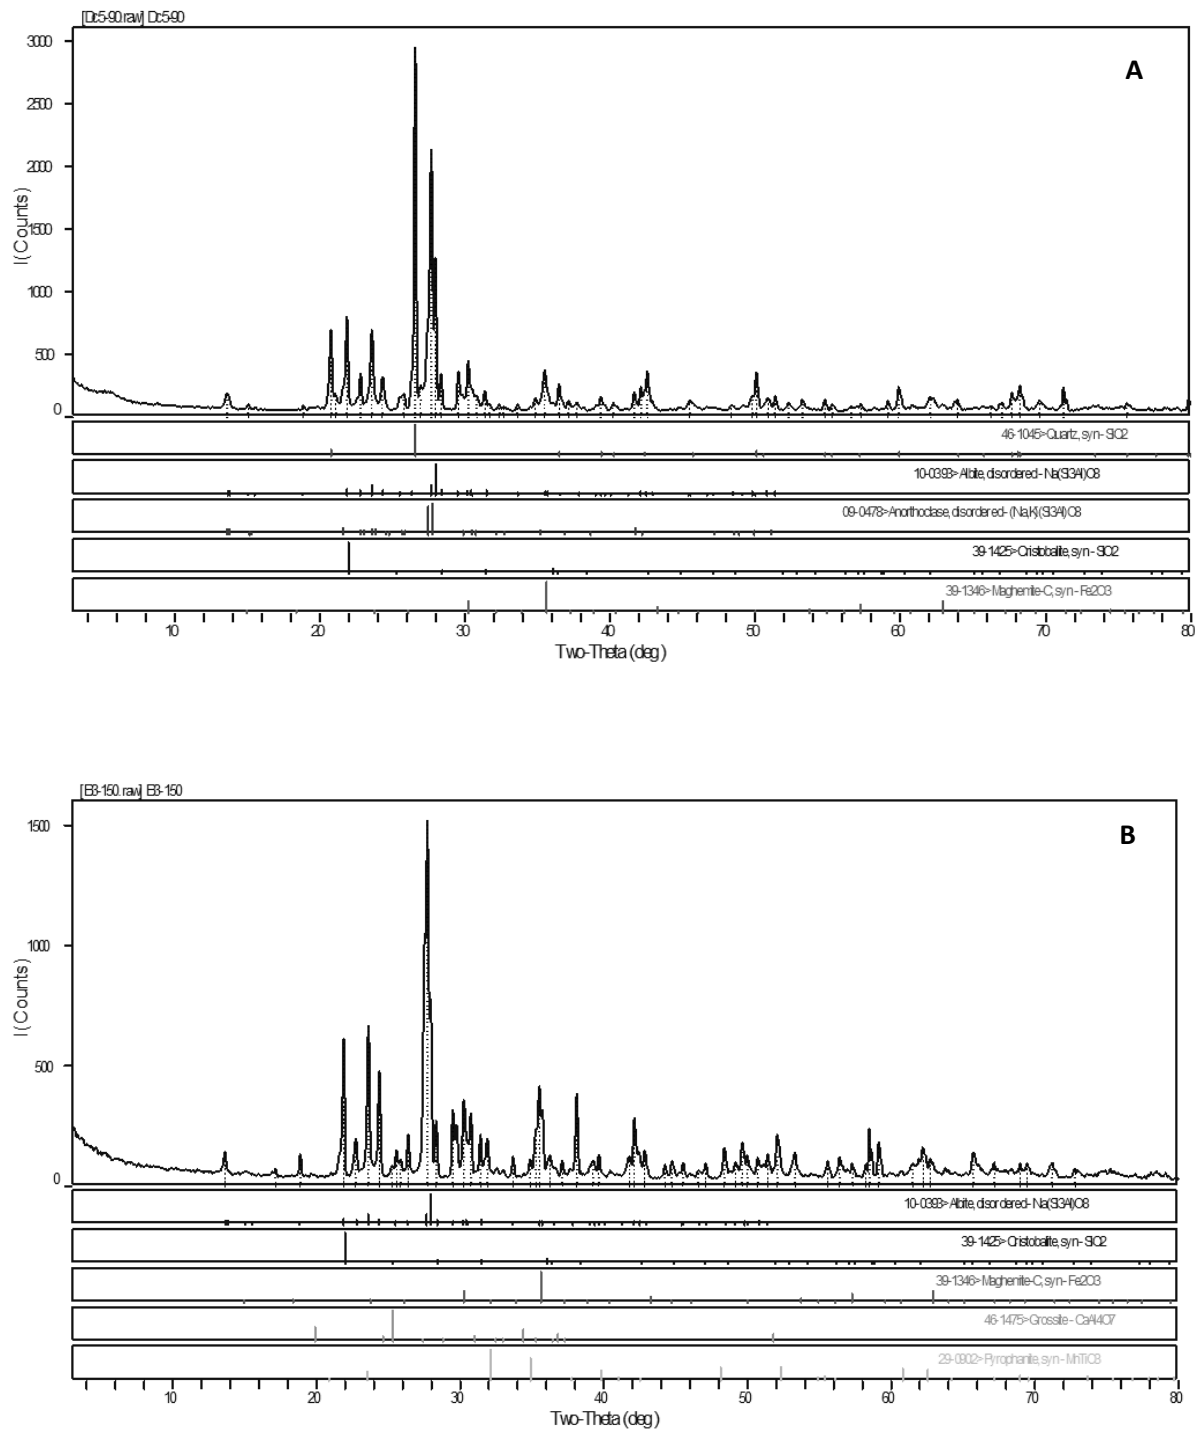 [Dc5-90.raw] Dc5-90
A
3000
2500
2000
1500
1000
500
0
I(Counts)
46-1045>Quartz, syn-SiO2
10-0393>Albite, disordered-Na(Si3Al)O8
09-0478>Anorthoclase, disordered-(Na,K)(Si3Al)O8
39-1425>Cristobalite, syn-SiO2
39-1346>Maghemite-C, syn-Fe2O3
10 20 30 40 50 60 70 80
Two-Theta (deg)
[E3-150.raw] E3-150
B
1500
1000
500
0
I(Counts)
10-0393>Albite, disordered-Na(Si3Al)O8
39-1425>Cristobalite, syn-SiO2
39-1346>Maghemite-C, syn-Fe2O3
46-1475>Grossite-CaAl4O7
29-0902>Pyrophanite, syn-MnTiO3
10 20 30 40 50 60 70 80
Two-Theta (deg)